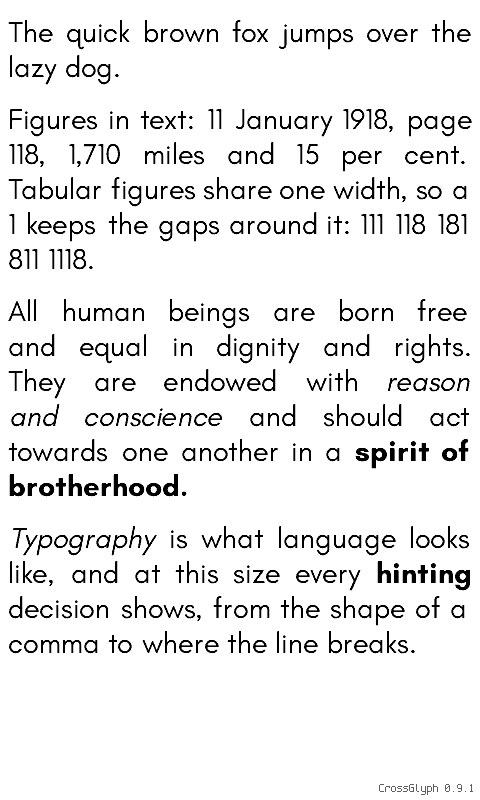 The quick brown fox jumps over the
lazy dog.
Figures in text: 11 January 1918, page
118, 1,710 miles and 15 per cent.
Tabular figures share one width, so a
1 keeps the gaps around it: 111 118 181
811 1118.
All human beings are born free
and equal in dignity and rights.
They are endowed with reason
and conscience and should act
towards one another in a spirit of
brotherhood.
Typography is what language looks
like, and at this size every hinting
decision shows, from the shape of a
comma to where the line breaks.
CrossGlyph 0.9.1